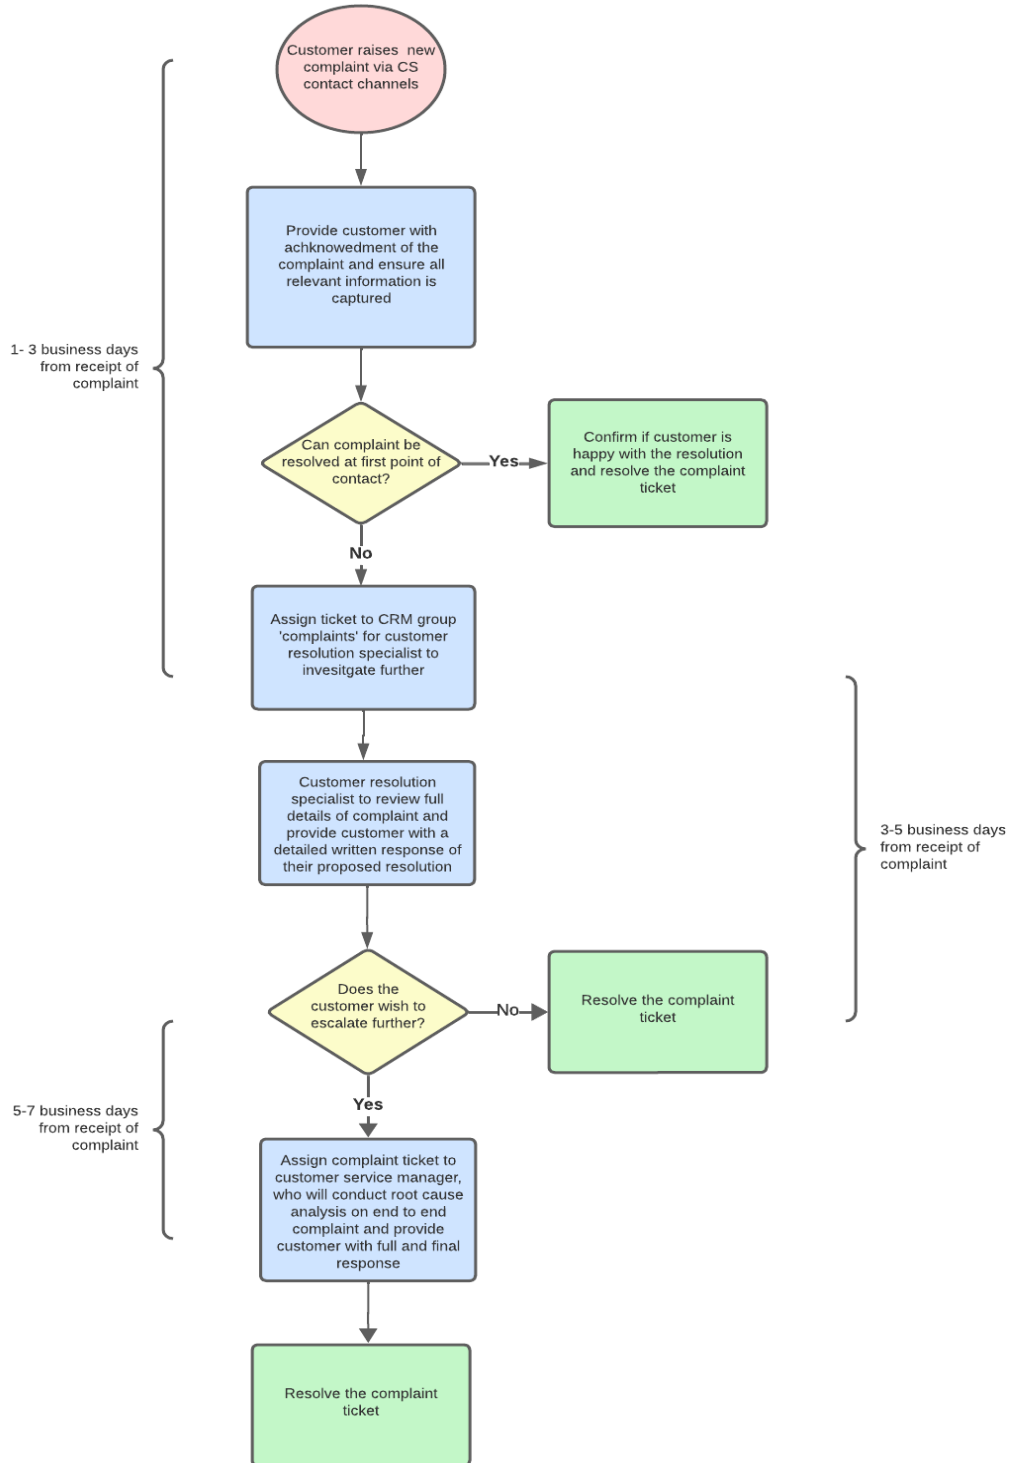 Customer raises  new
complaint via CS
contact channels
Provide customer with
achknowedment of the
complaint and ensure all
relevant information is
captured
1- 3 business days
from receipt of
complaint
Can complaint be
resolved at first point of
contact?
Yes
Confirm if customer is
happy with the resolution
and resolve the complaint
ticket
No
Assign ticket to CRM group
'complaints' for customer
resolution specialist to
invesitgate further
Customer resolution
specialist to review full
details of complaint and
provide customer with a
detailed written response of
their proposed resolution
3-5 business days
from receipt of
complaint
Does the
customer wish to
escalate further?
No
Resolve the complaint
ticket
5-7 business days
from receipt of
complaint
Yes
Assign complaint ticket to
customer service manager,
who will conduct root cause
analysis on end to end
complaint and provide
customer with full and final
response
Resolve the complaint
ticket